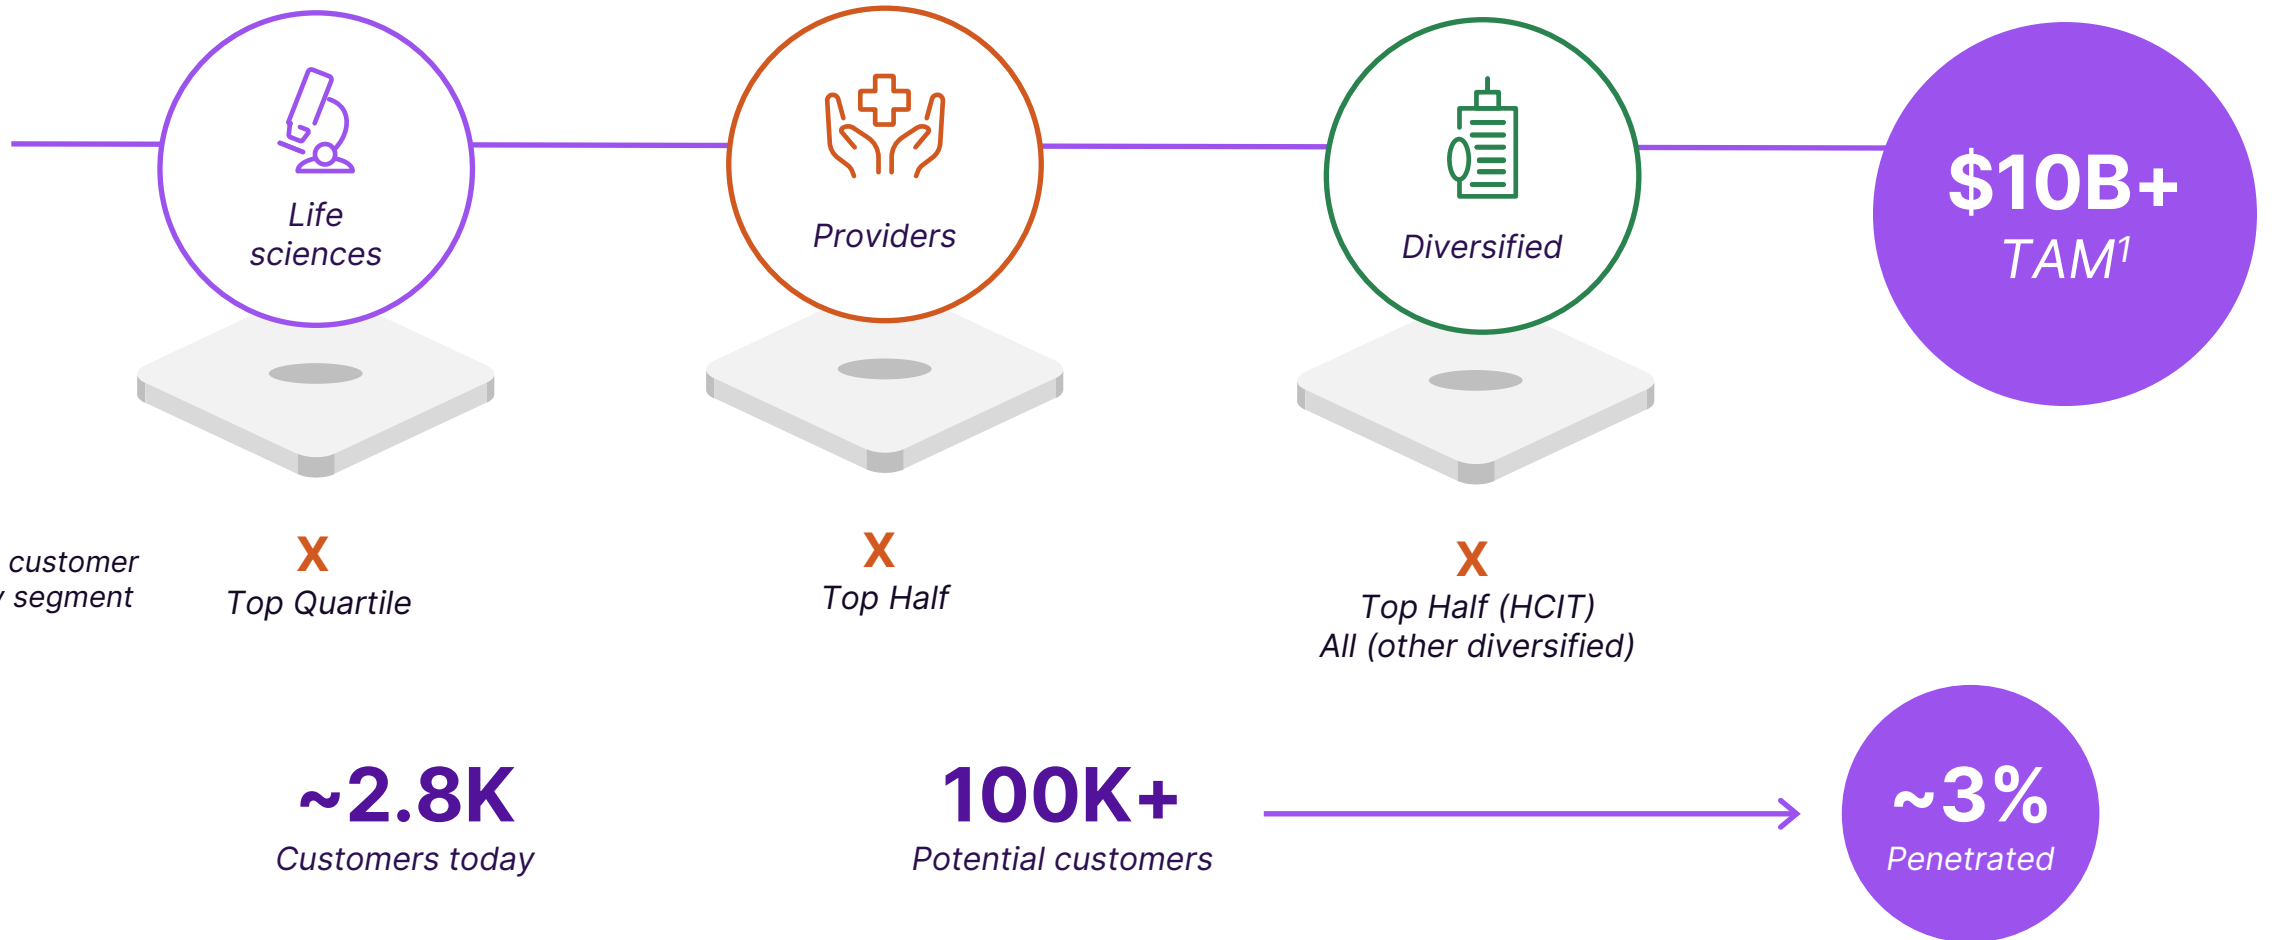 Life
sciences
Providers
Diversified
$10B+
TAM¹
customer
segment
X
Top Quartile
X
Top Half
X
Top Half (HCIT)
All (other diversified)
~2.8K
Customers today
100K+
Potential customers
~3%
Penetrated